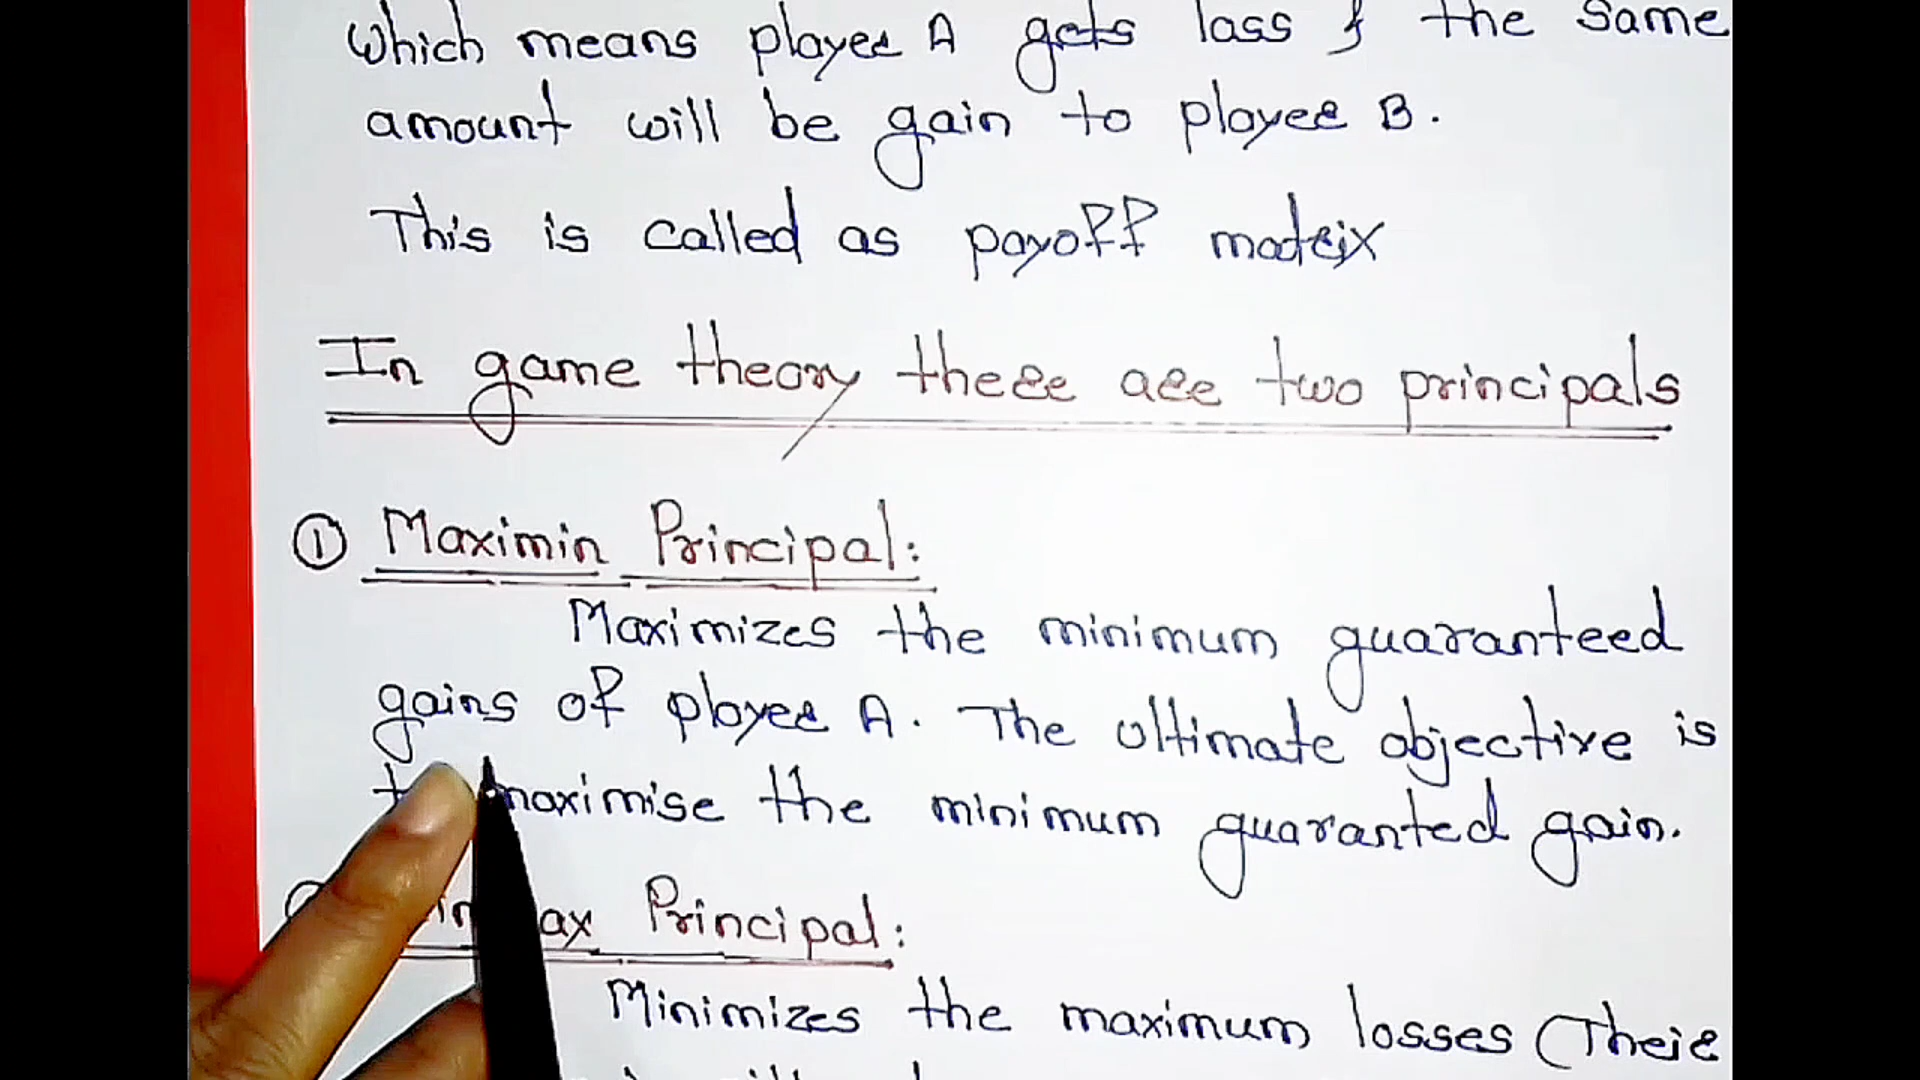 Which means player A gets loss & the same
amount will be gain to player B.
This is called as payoff matrix
In game theory there are two principals
① Maximin Principal:
Maximizes the minimum guaranteed
gains of player A. The ultimate objective is
maximise the minimum guaranted gain.
Principal:
Minimizes the maximum losses (Their